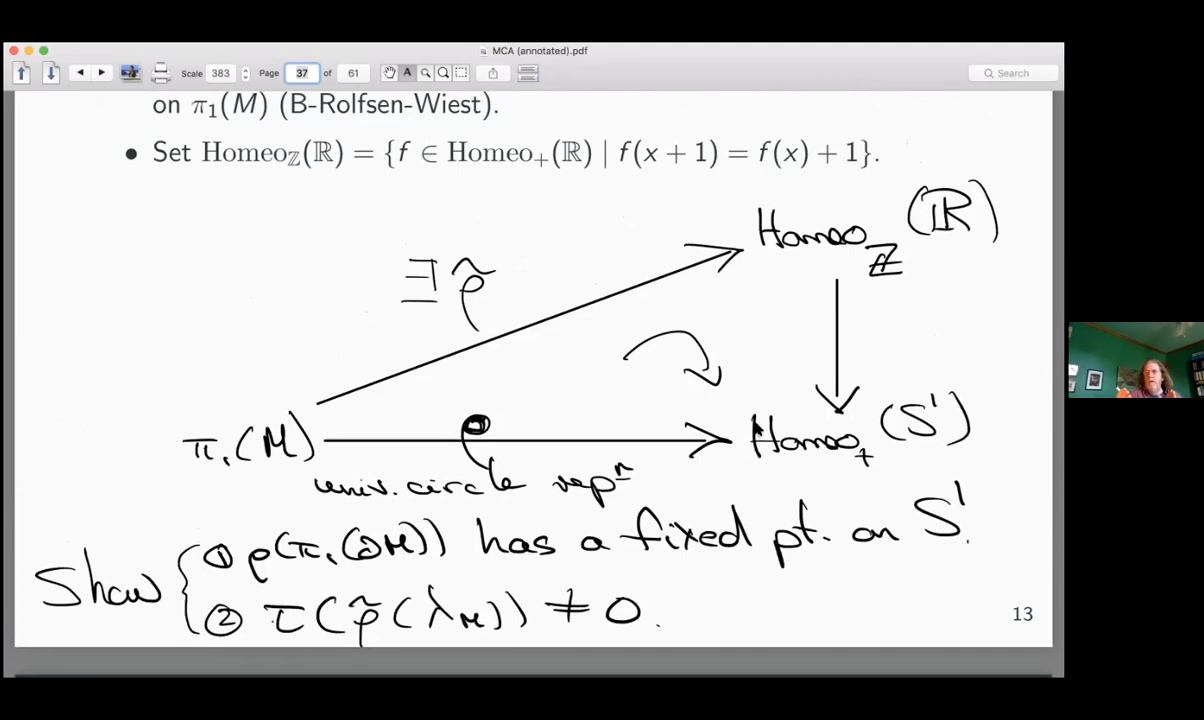 MCA (annotated).pdf
Scale 383 Page 37 of 61 A Search
on π₁(M) (B-Rolfsen-Wiest).
• Set Homeo_ℤ(ℝ) = {f ∈ Homeo₊(ℝ) | f(x + 1) = f(x) + 1}.
Homeo_ℤ(ℝ)
∃ ρ̃
π₁(M) ρ Homeo₊(S¹)
univ. circle repⁿ
Show { ① ρ(π₁(∂M)) has a fixed pt. on S¹.
② τ(ρ̃(λ_M)) ≠ 0.
13